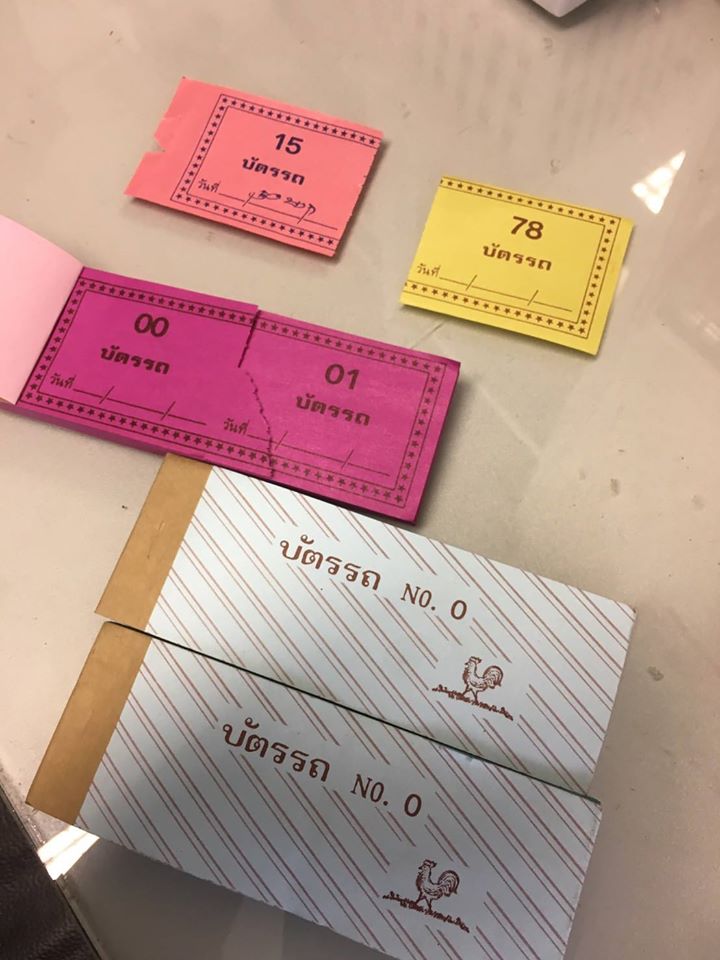 15
บัตรรถ
วันที่ / /
78
บัตรรถ
วันที่ / /
00
บัตรรถ
วันที่ / /
01
บัตรรถ
วันที่ / /
บัตรรถ NO. 0
บัตรรถ NO. 0